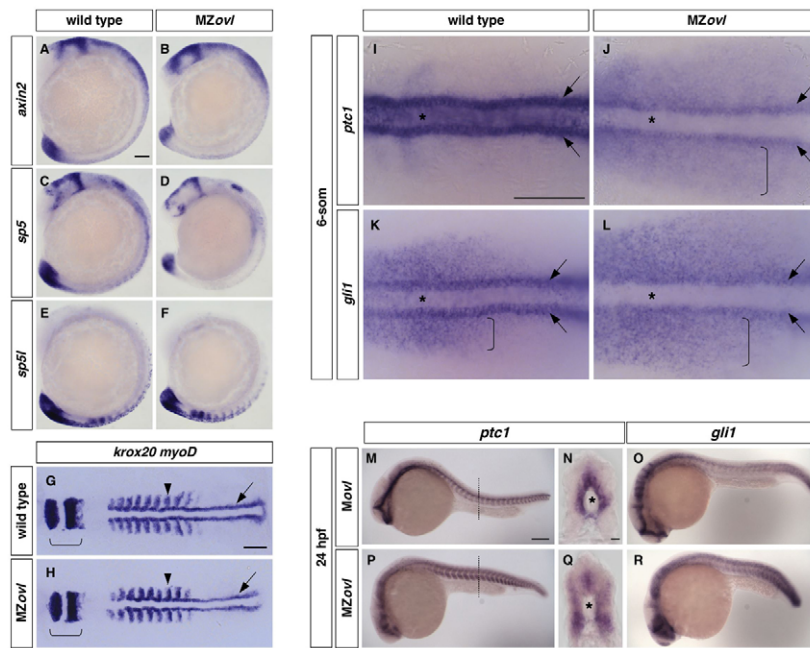 wild type MZovl
wild type MZovl
A B
axin2
C D
sp5
E F
sp5l
I J
ptc1
*
*
6-som
K L
gli1
*
*
krox20 myoD
G
wild type
H
MZovl
ptc1 gli1
M N O
Movl
*
24 hpf
P Q R
MZovl
*